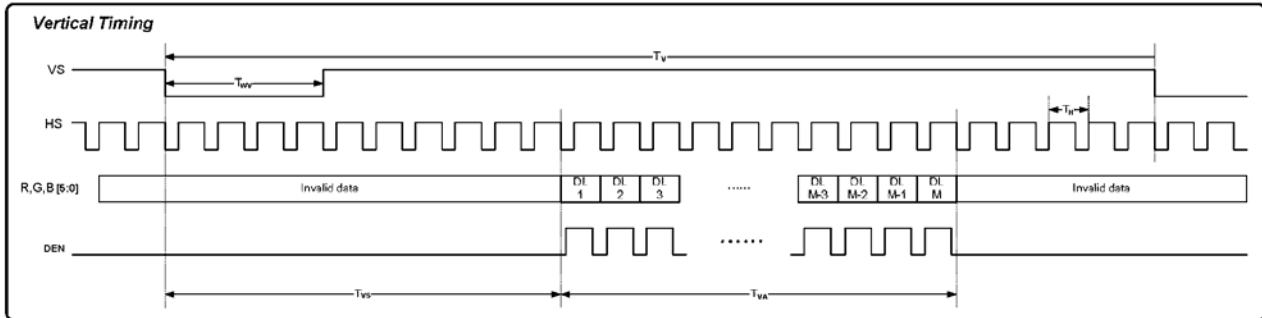 Vertical Timing
VS
TV
TWV
HS
TH
R,G,B [5:0]
Invalid data
DL 1
DL 2
DL 3
......
DL M-3
DL M-2
DL M-1
DL M
Invalid data
DEN
......
TVS
TVA